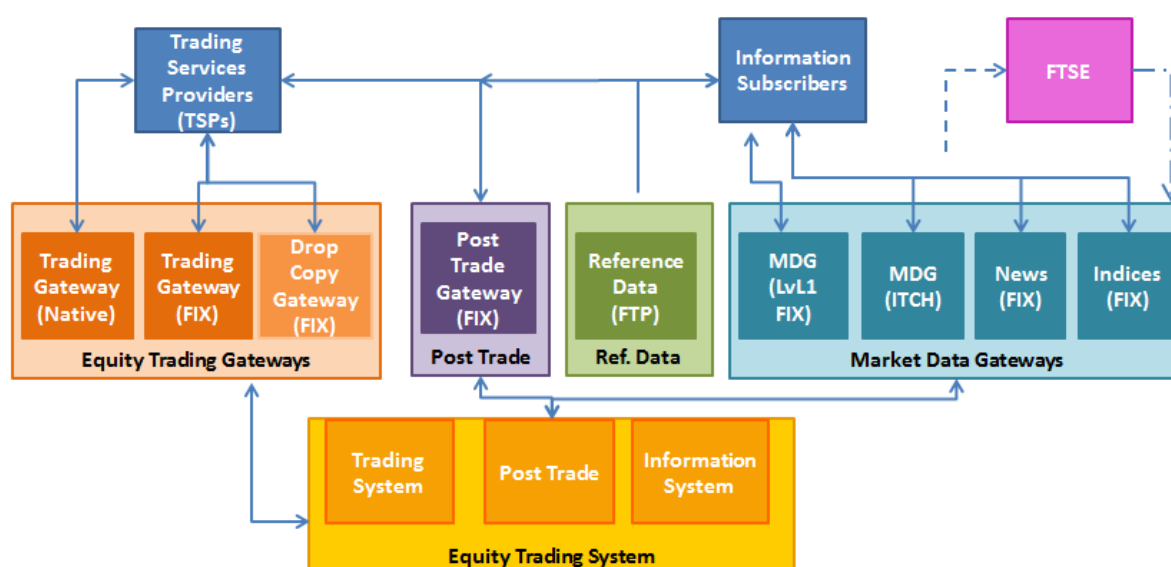 Trading
Services
Providers
(TSPs)
Information
Subscribers
FTSE
Trading
Gateway
(Native)
Trading
Gateway
(FIX)
Drop
Copy
Gateway
(FIX)
Equity Trading Gateways
Post
Trade
Gateway
(FIX)
Post Trade
Reference
Data
(FTP)
Ref. Data
MDG
(LvL1
FIX)
MDG
(ITCH)
News
(FIX)
Indices
(FIX)
Market Data Gateways
Trading
System
Post Trade
Information
System
Equity Trading System